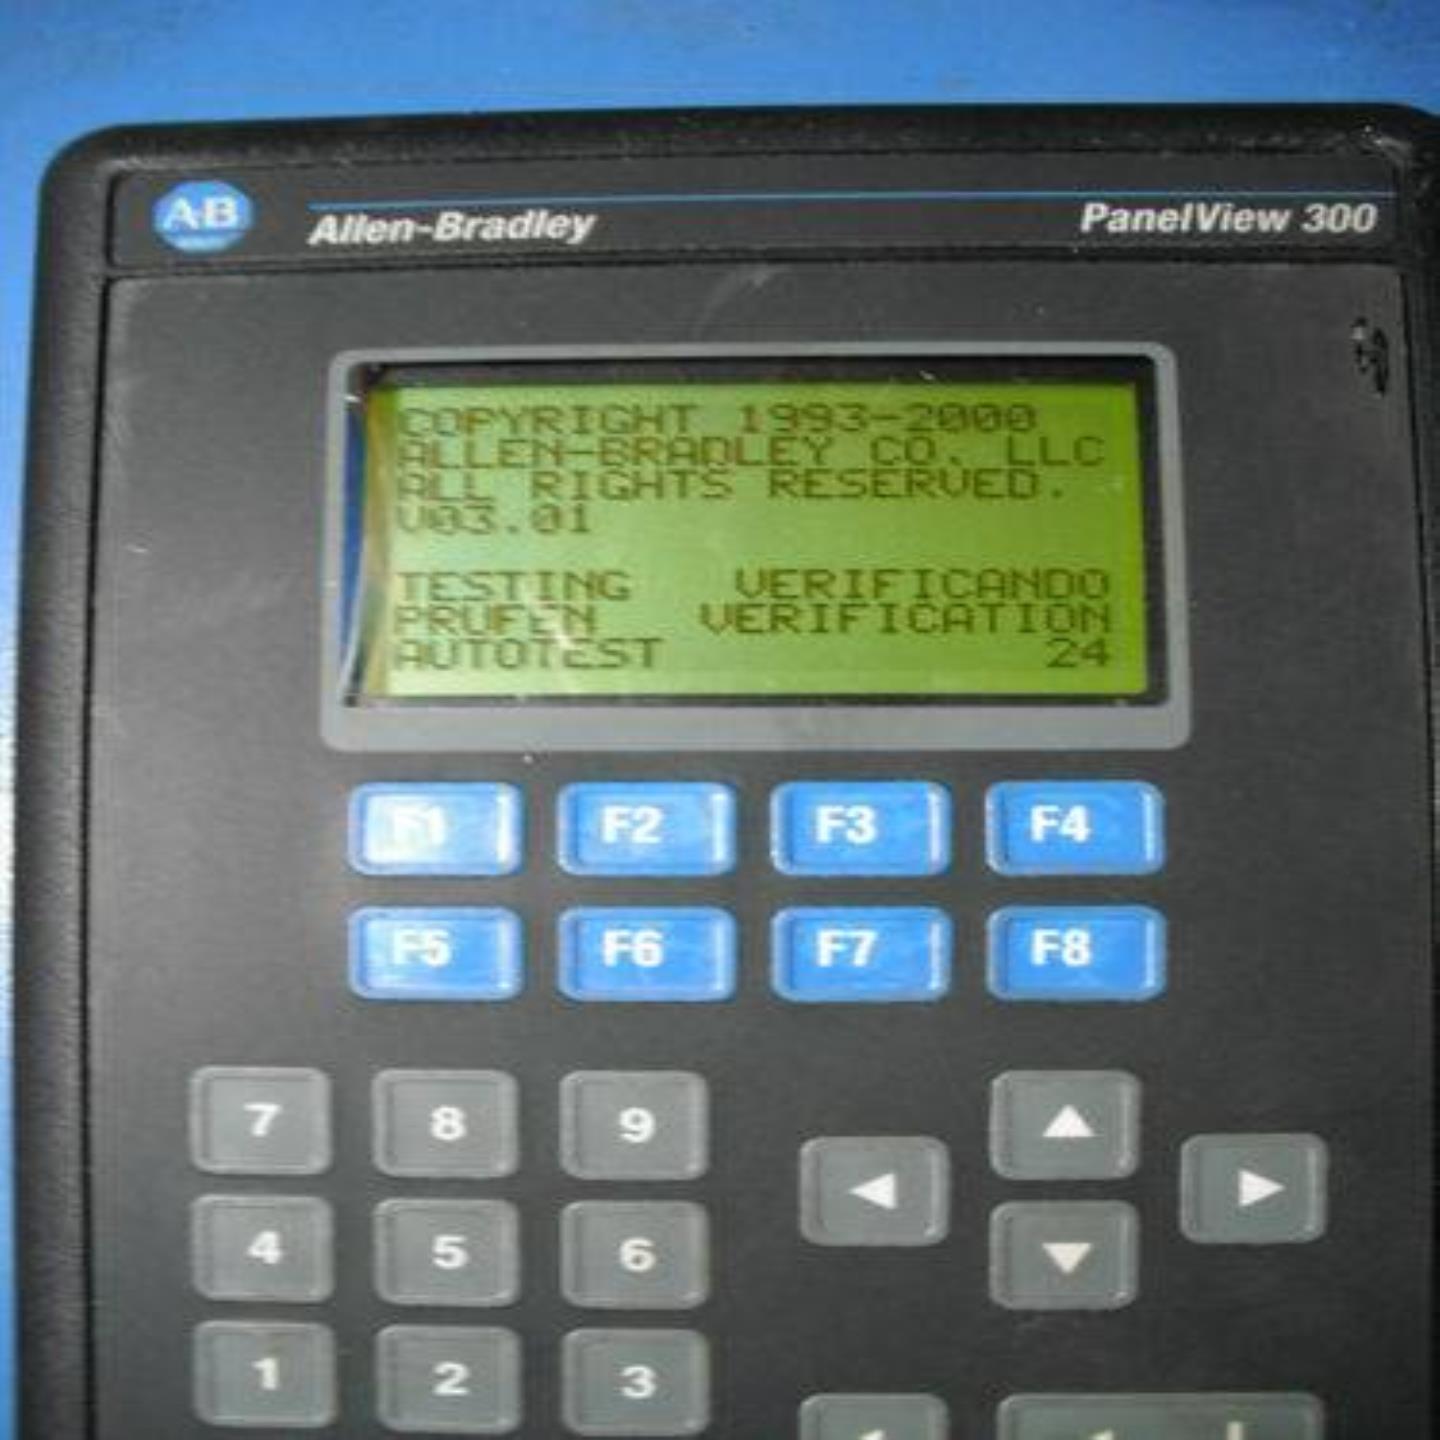 A·B
Allen-Bradley
PanelView 300
COPYRIGHT 1993-2000
ALLEN-BRADLEY CO. LLC
ALL RIGHTS RESERVED.
V03.01
TESTING VERIFICANDO
PRUFEN VERIFICATION
AUTOTEST 24
F1 F2 F3 F4
F5 F6 F7 F8
7 8 9
4 5 6
1 2 3